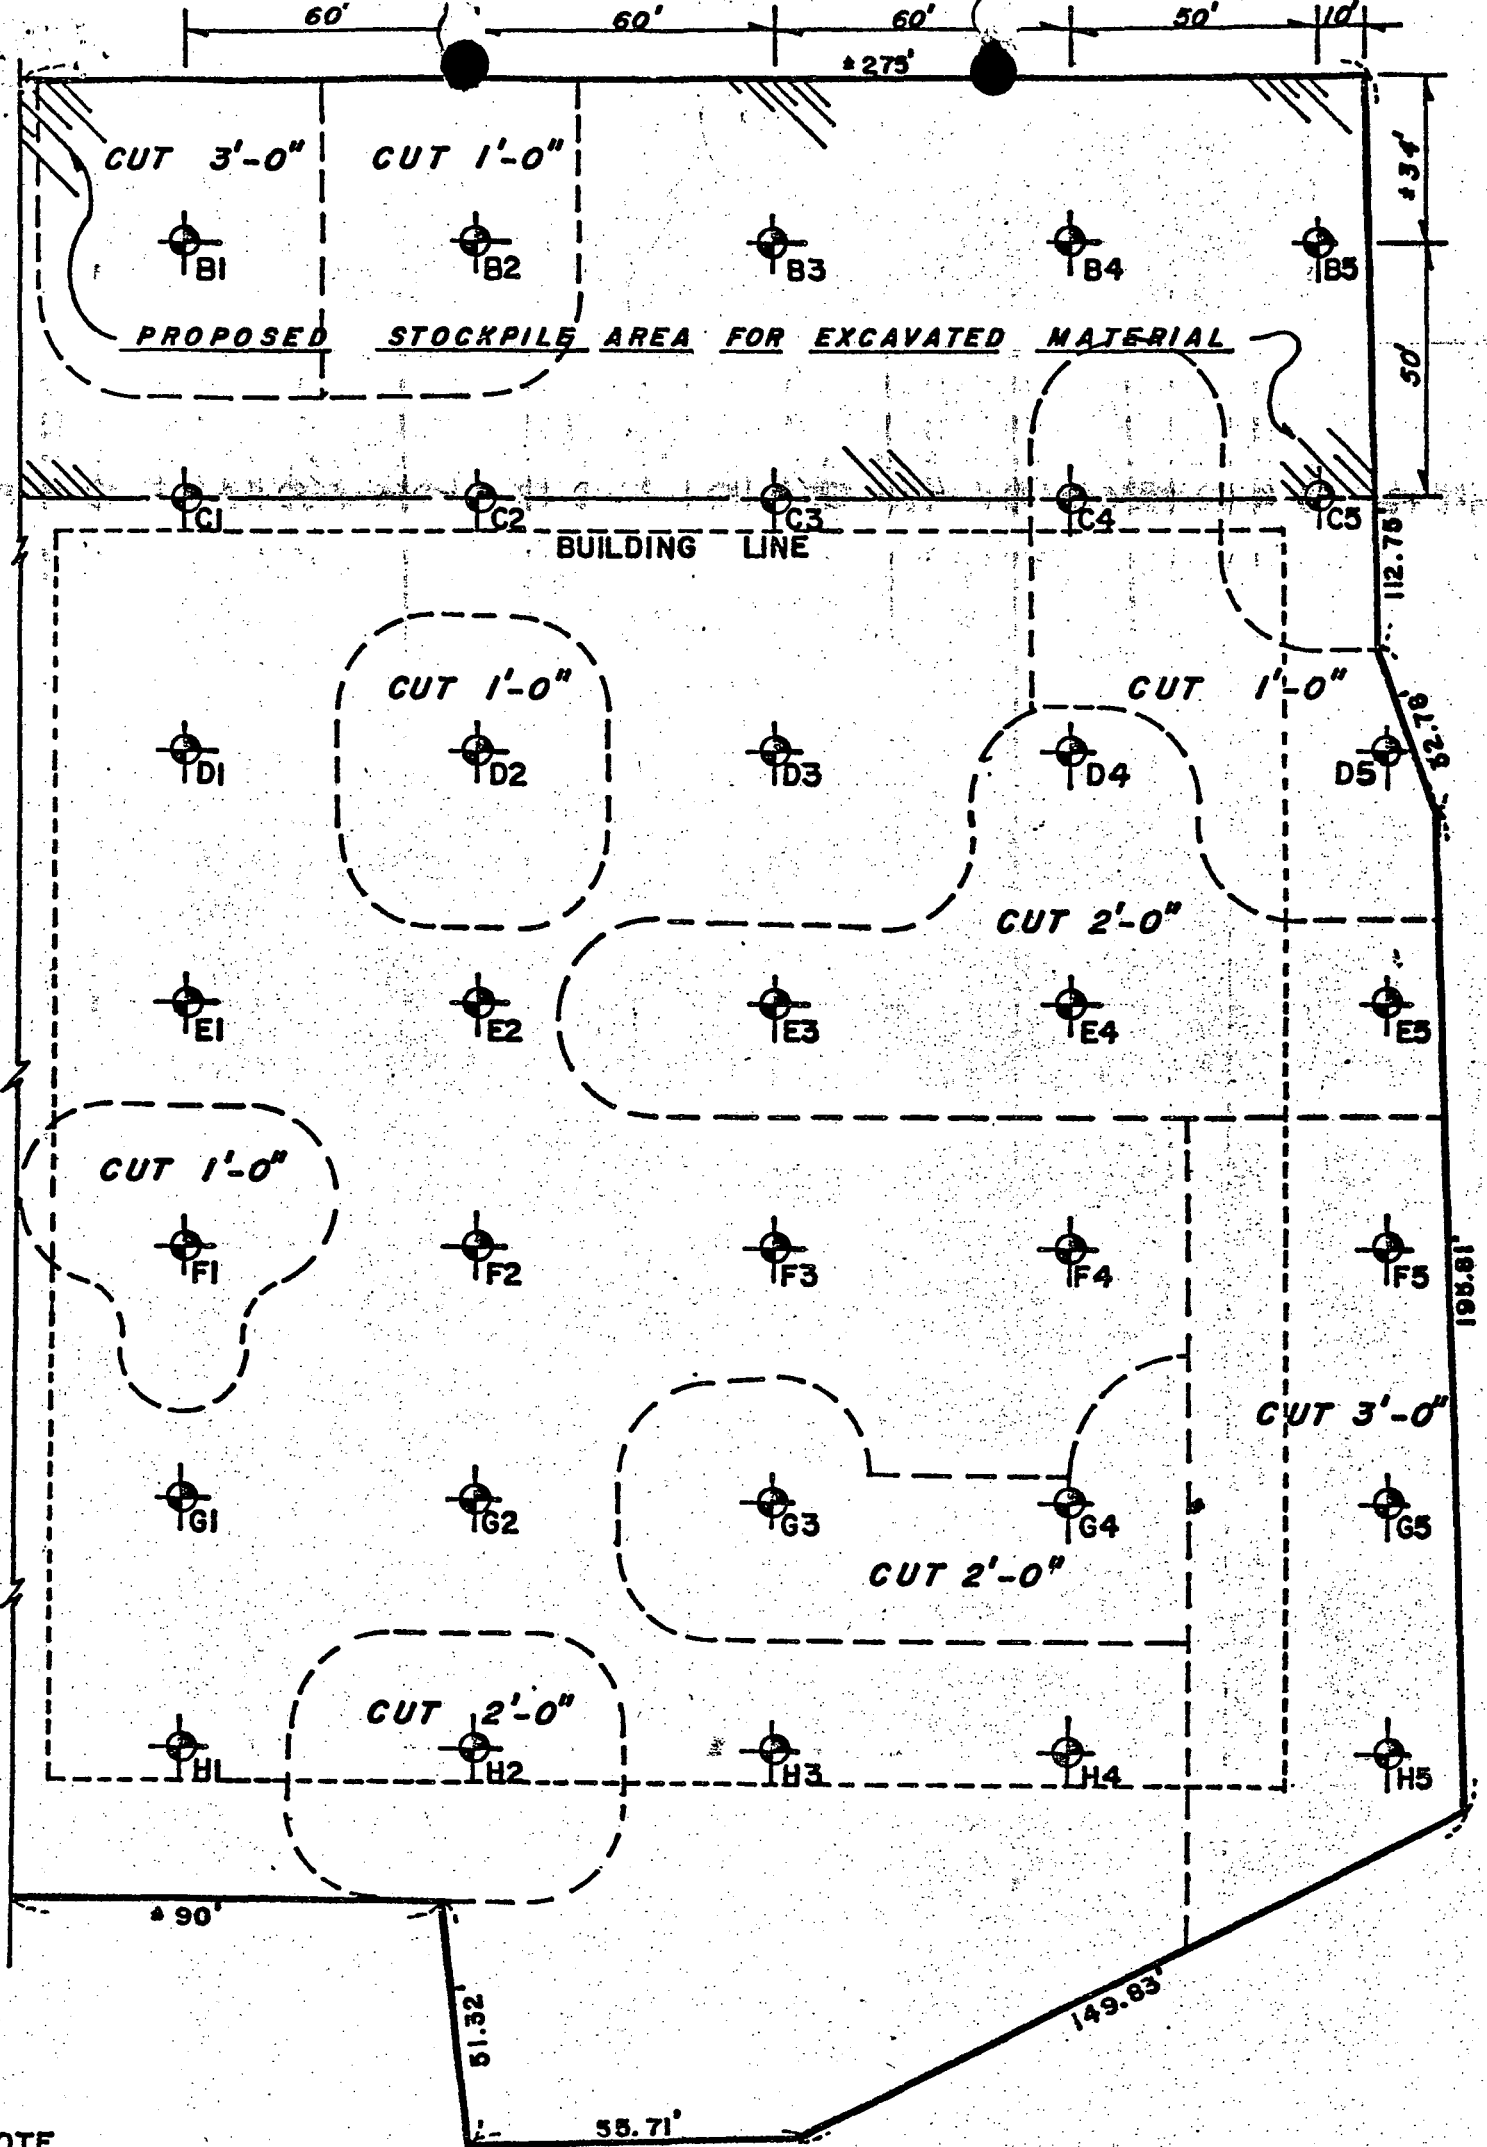 60' 60' 60' 50' 10'
±275'
CUT 3'-0" CUT 1'-0"
±34'
B1 B2 B3 B4 B5
PROPOSED STOCKPILE AREA FOR EXCAVATED MATERIAL
50'
C1 C2 C3 C4 C5
BUILDING LINE
112.75'
CUT 1'-0" CUT 1'-0"
52.78'
D1 D2 D3 D4 D5
CUT 2'-0"
E1 E2 E3 E4 E5
CUT 1'-0"
F1 F2 F3 F4 F5
195.81'
CUT 3'-0"
G1 G2 G3 G4 G5
CUT 2'-0"
CUT 2'-0"
H1 H2 H3 H4 H5
±90'
149.83'
51.32'
55.71'